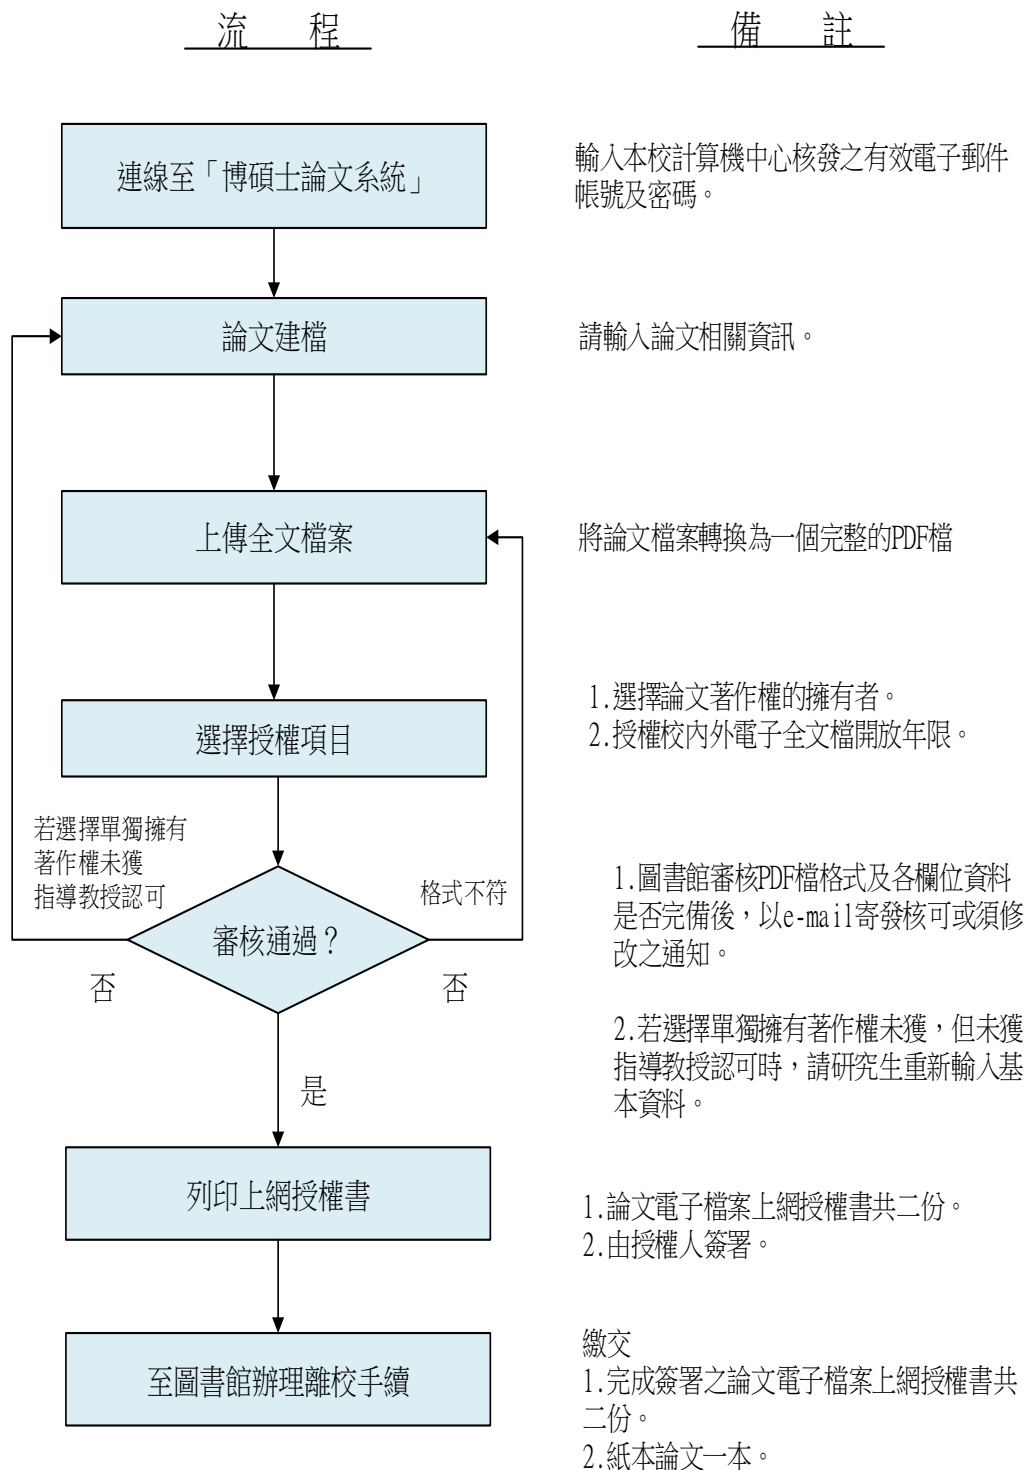 流 程
備 註
連線至「博碩士論文系統」
輸入本校計算機中心核發之有效電子郵件
帳號及密碼。
論文建檔
請輸入論文相關資訊。
上傳全文檔案
將論文檔案轉換為一個完整的PDF檔
選擇授權項目
1.選擇論文著作權的擁有者。
2.授權校內外電子全文檔開放年限。
若選擇單獨擁有
著作權未獲
指導教授認可
格式不符
審核通過？
否
否
1.圖書館審核PDF檔格式及各欄位資料
是否完備後，以e-mail寄發核可或須修
改之通知。
2.若選擇單獨擁有著作權未獲，但未獲
指導教授認可時，請研究生重新輸入基
本資料。
是
列印上網授權書
1.論文電子檔案上網授權書共二份。
2.由授權人簽署。
至圖書館辦理離校手續
繳交
1.完成簽署之論文電子檔案上網授權書共
二份。
2.紙本論文一本。